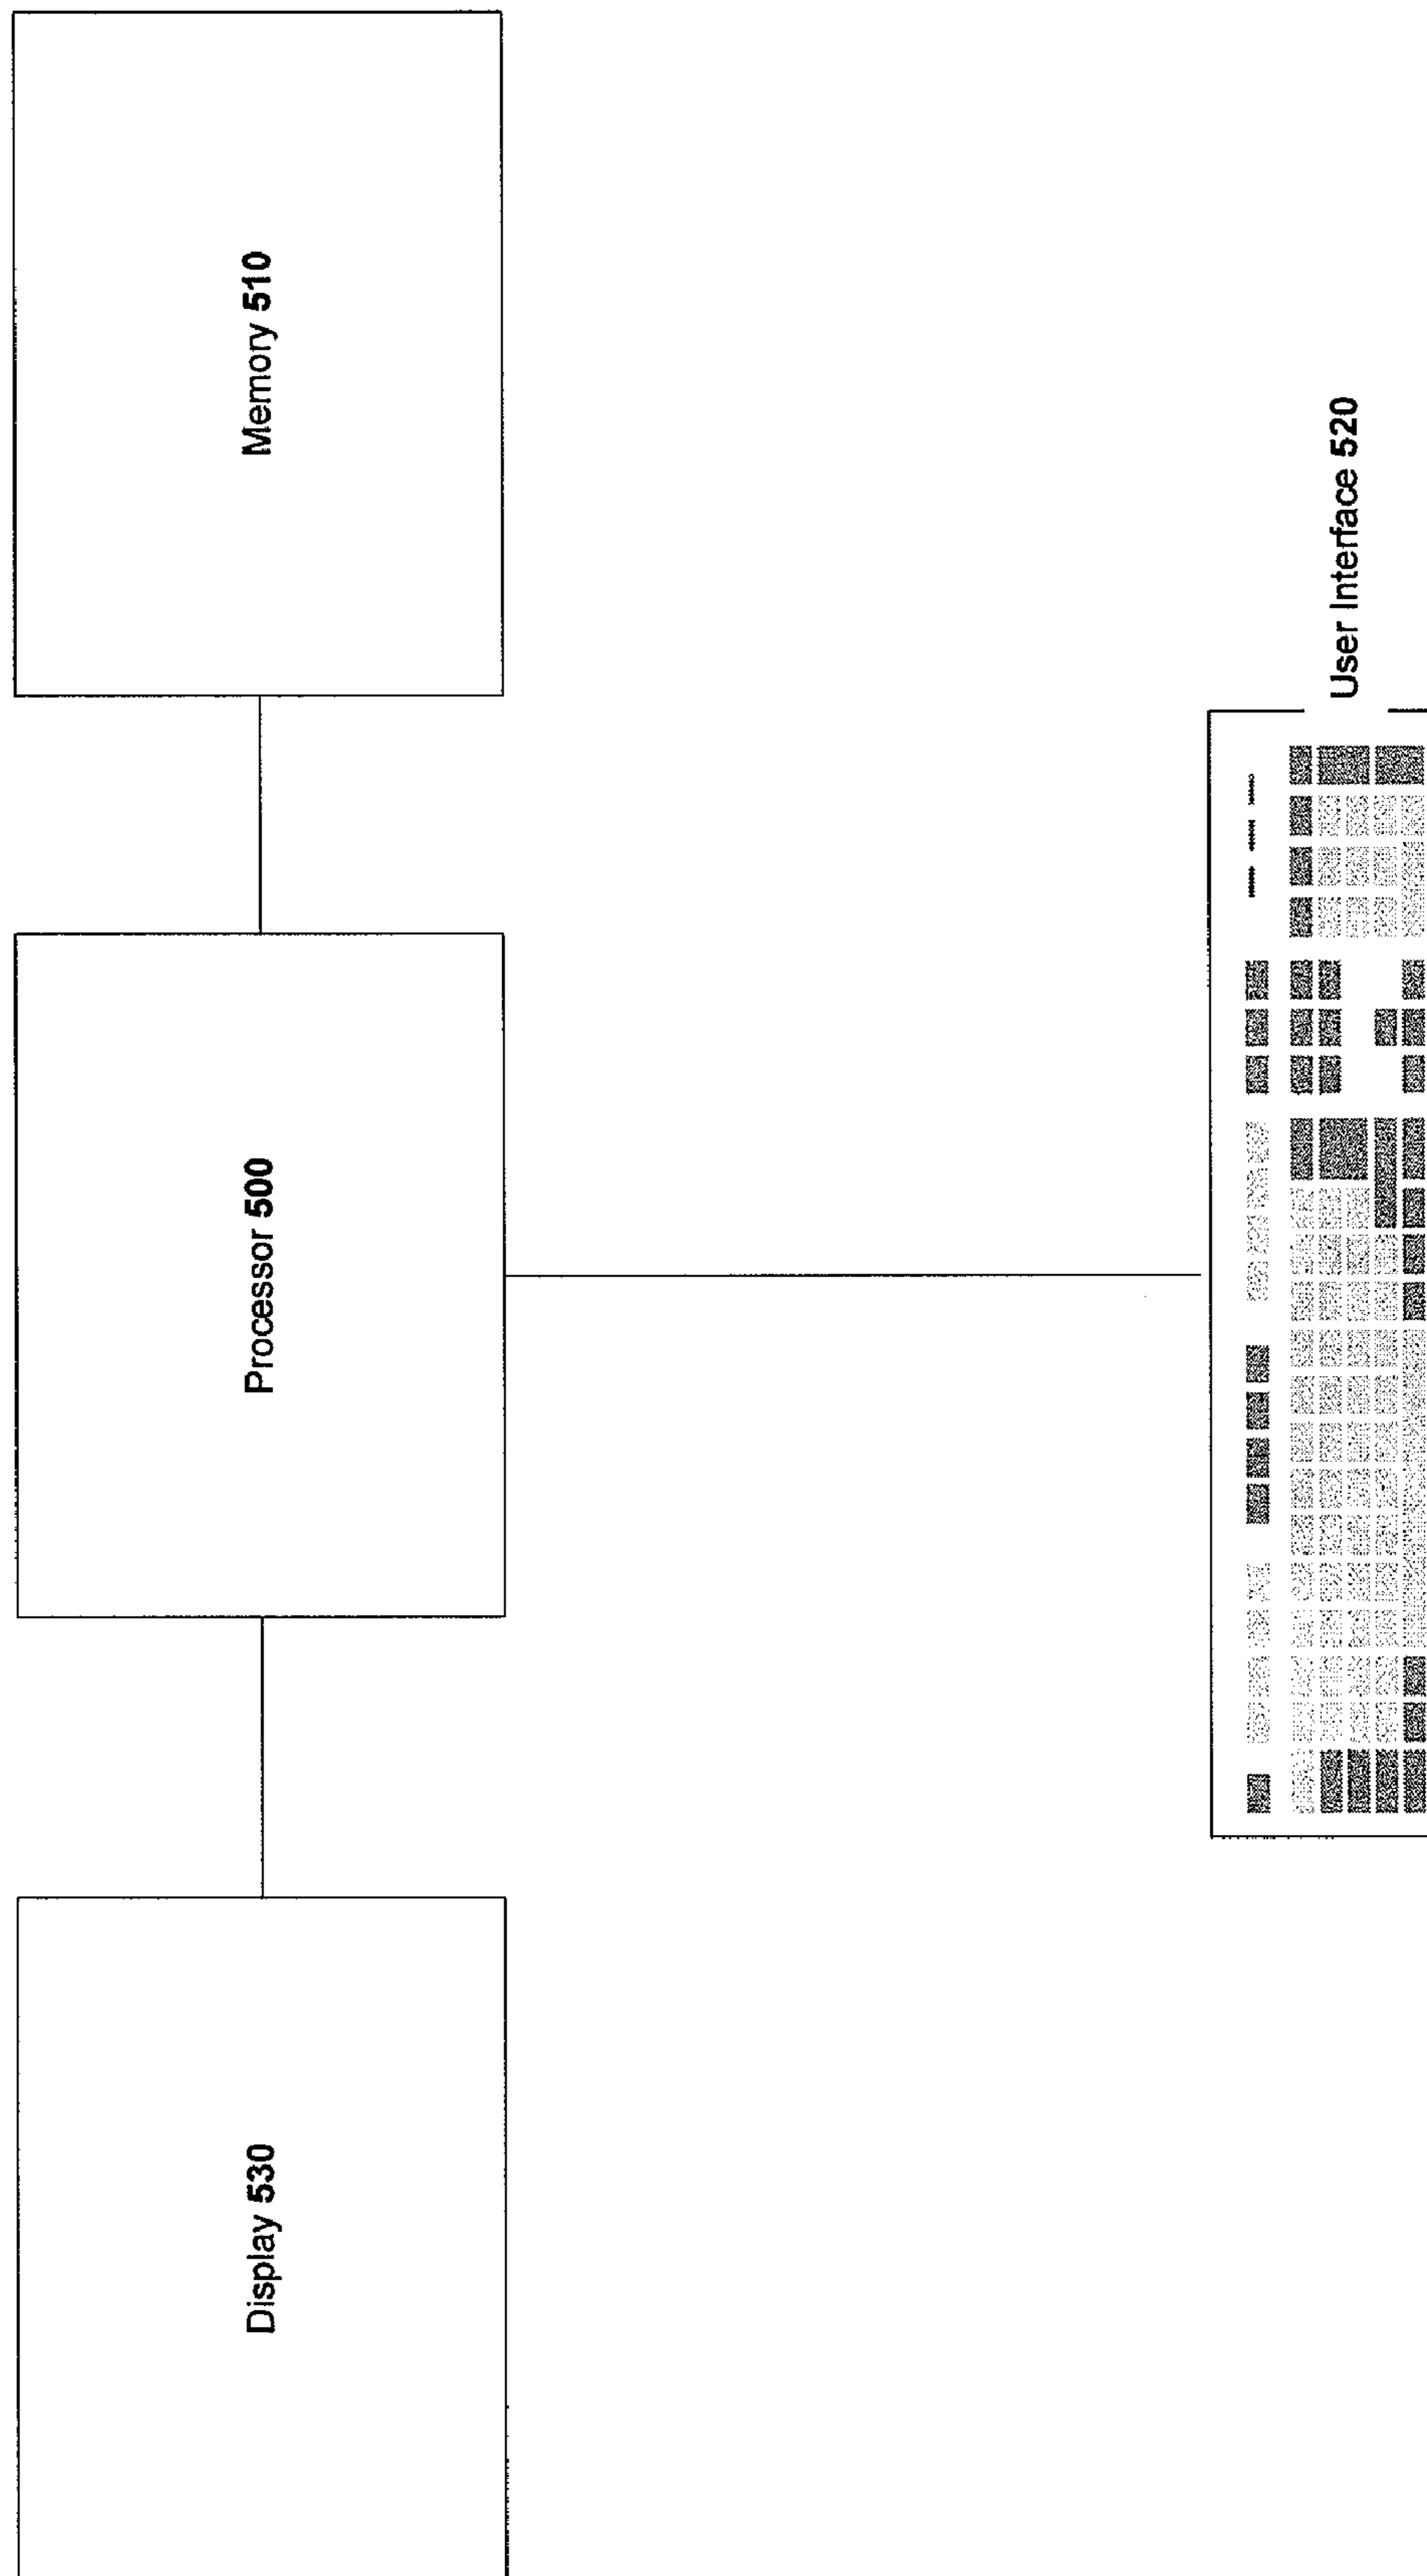 Display 530
Processor 500
Memory 510
User Interface 520